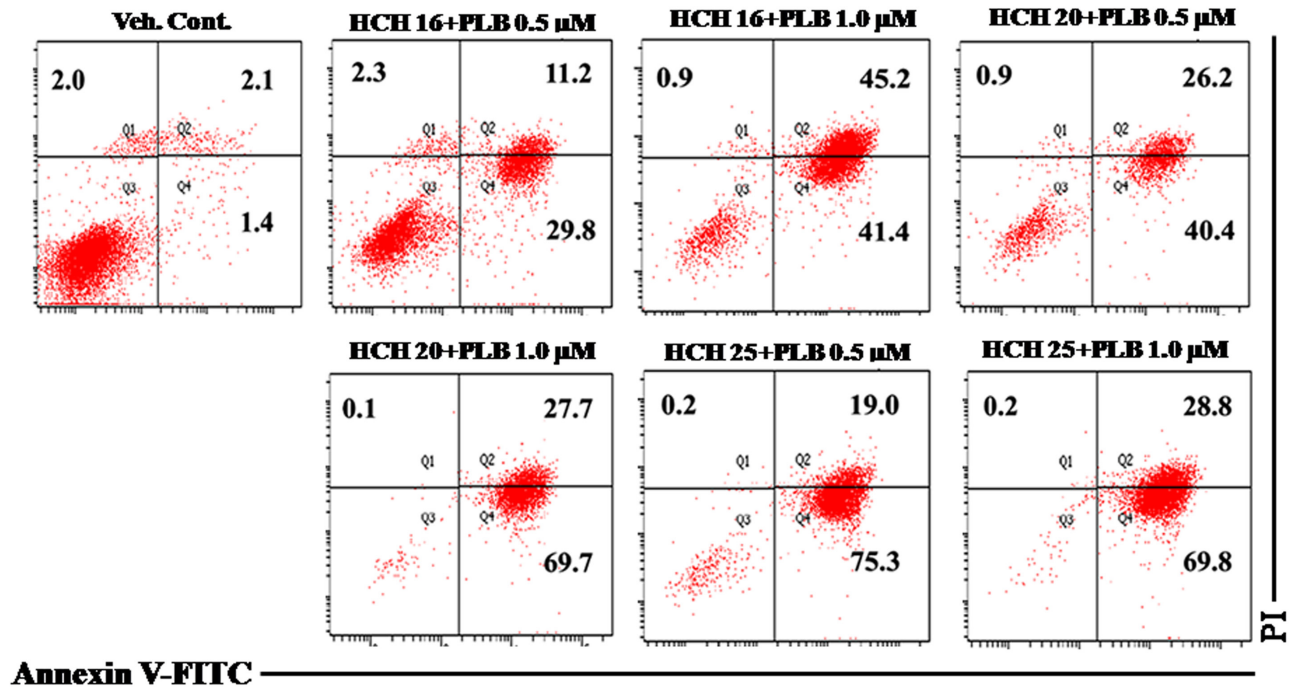 Veh. Cont.
2.0
2.1
Q1
Q2
Q3
Q4
1.4
HCH 16+PLB 0.5 µM
2.3
11.2
Q1
Q2
Q3
Q4
29.8
HCH 16+PLB 1.0 µM
0.9
45.2
Q1
Q2
Q3
Q4
41.4
HCH 20+PLB 0.5 µM
0.9
26.2
Q1
Q2
Q3
Q4
40.4
HCH 20+PLB 1.0 µM
0.1
27.7
Q1
Q2
Q3
Q4
69.7
HCH 25+PLB 0.5 µM
0.2
19.0
Q1
Q2
Q3
Q4
75.3
HCH 25+PLB 1.0 µM
0.2
28.8
Q1
Q2
Q3
Q4
69.8
PI
Annexin V-FITC